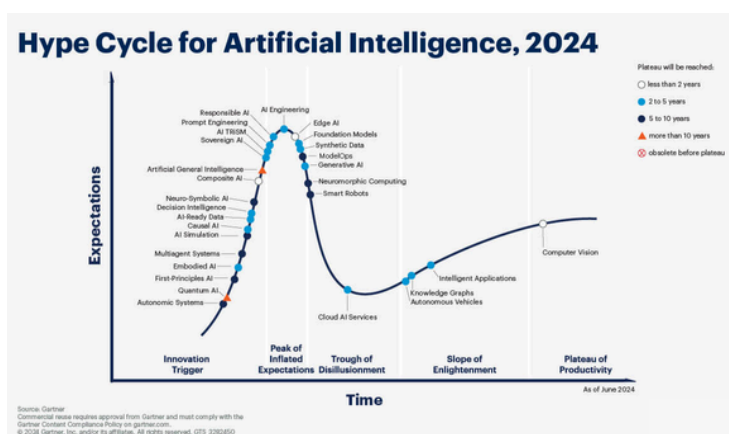 Hype Cycle for Artificial Intelligence, 2024
Plateau will be reached:
less than 2 years
2 to 5 years
5 to 10 years
more than 10 years
obsolete before plateau
Expectations
Responsible AI
AI Engineering
Prompt Engineering
Edge AI
AI TRiSM
Foundation Models
Sovereign AI
Synthetic Data
ModelOps
Artificial General Intelligence
Generative AI
Composite AI
Neuromorphic Computing
Smart Robots
Neuro-Symbolic AI
Decision Intelligence
AI-Ready Data
Causal AI
AI Simulation
Multiagent Systems
Embodied AI
First-Principles AI
Quantum AI
Autonomic Systems
Cloud AI Services
Intelligent Applications
Knowledge Graphs
Autonomous Vehicles
Computer Vision
Innovation
Trigger
Peak of
Inflated
Expectations
Trough of
Disillusionment
Slope of
Enlightenment
Plateau of
Productivity
Time
As of June 2024
Source: Gartner
Commercial reuse requires approval from Gartner and must comply with the
Gartner Content Compliance Policy on gartner.com.
© 2024 Gartner, Inc. and/or its affiliates. All rights reserved. GTS_3282450